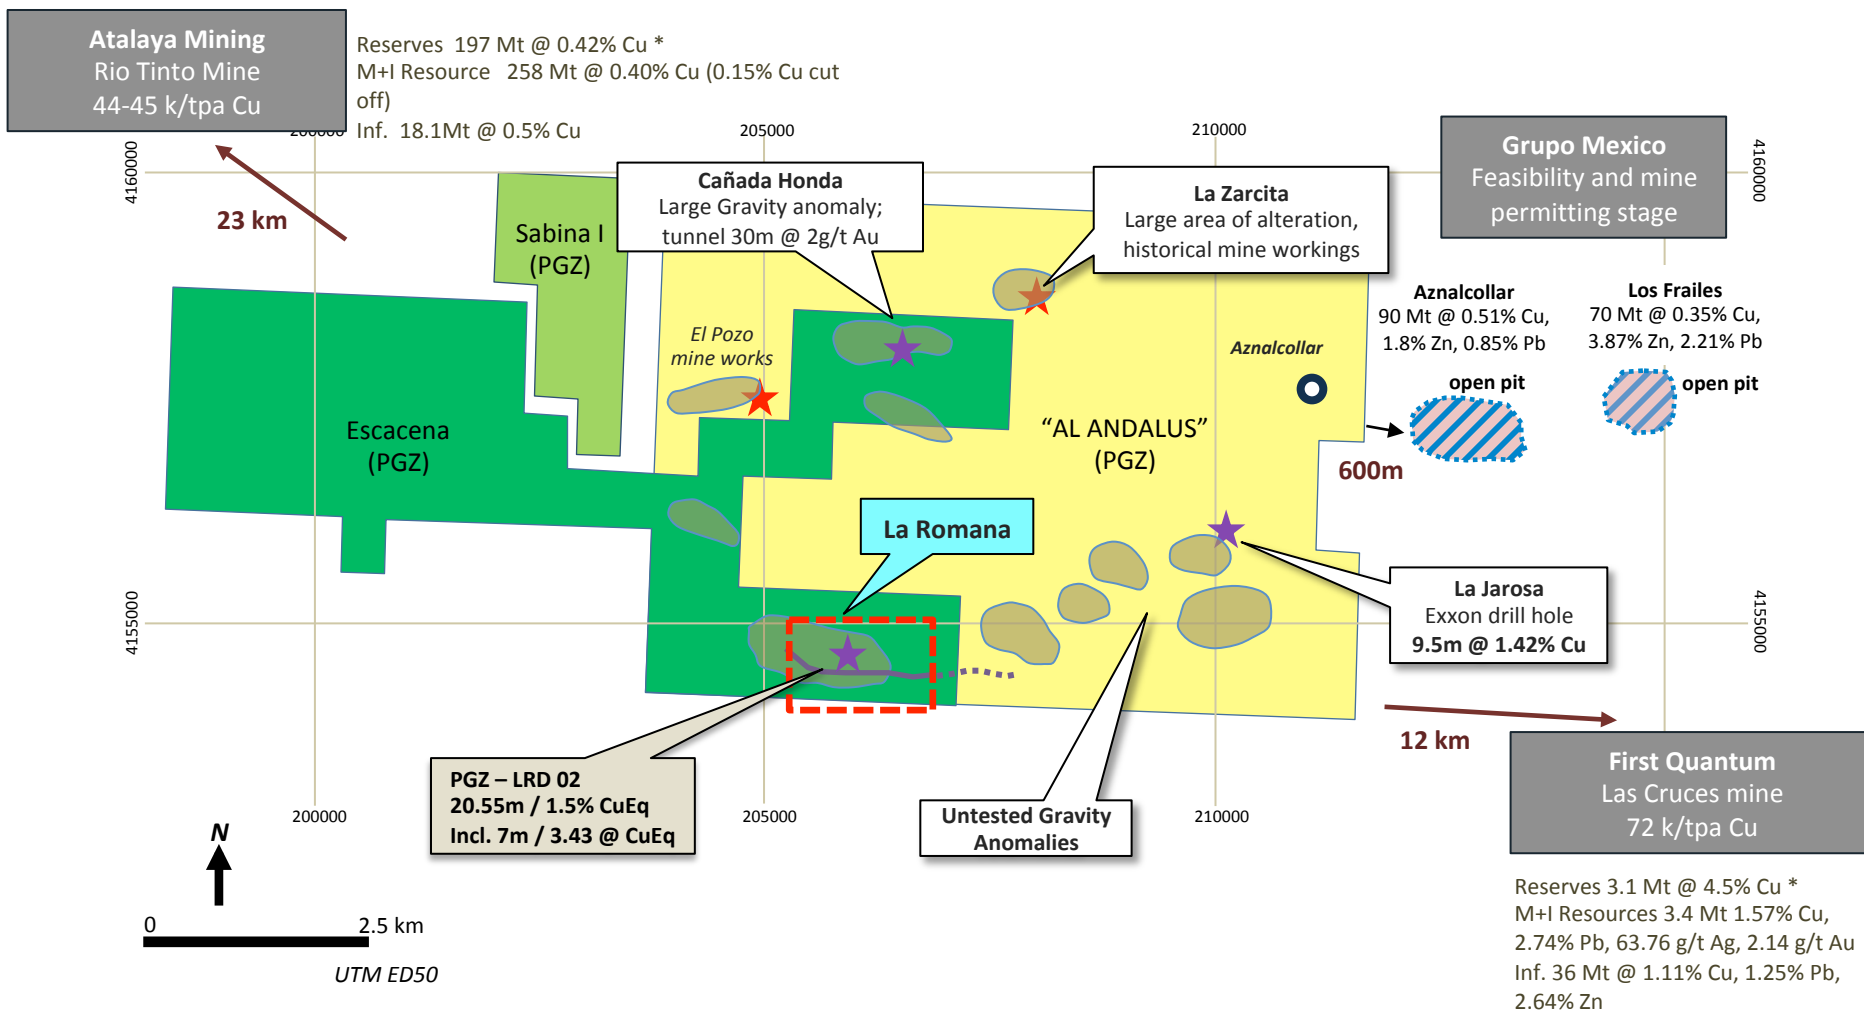 Atalaya Mining
Rio Tinto Mine
44-45 k/tpa Cu
Reserves 197 Mt @ 0.42% Cu *
M+I Resource 258 Mt @ 0.40% Cu (0.15% Cu cut
off)
Inf. 18.1Mt @ 0.5% Cu
200000
205000
210000
4160000
4160000
23 km
Sabina I
(PGZ)
Cañada Honda
Large Gravity anomaly;
tunnel 30m @ 2g/t Au
La Zarcita
Large area of alteration,
historical mine workings
Grupo Mexico
Feasibility and mine
permitting stage
Aznalcollar
90 Mt @ 0.51% Cu,
1.8% Zn, 0.85% Pb
Los Frailes
70 Mt @ 0.35% Cu,
3.87% Zn, 2.21% Pb
open pit
open pit
El Pozo
mine works
Aznalcollar
Escacena
(PGZ)
“AL ANDALUS”
(PGZ)
600m
La Romana
La Jarosa
Exxon drill hole
9.5m @ 1.42% Cu
4155000
4155000
12 km
PGZ – LRD 02
20.55m / 1.5% CuEq
Incl. 7m / 3.43 @ CuEq
Untested Gravity
Anomalies
First Quantum
Las Cruces mine
72 k/tpa Cu
200000
205000
210000
N
0
2.5 km
UTM ED50
Reserves 3.1 Mt @ 4.5% Cu *
M+I Resources 3.4 Mt 1.57% Cu,
2.74% Pb, 63.76 g/t Ag, 2.14 g/t Au
Inf. 36 Mt @ 1.11% Cu, 1.25% Pb,
2.64% Zn